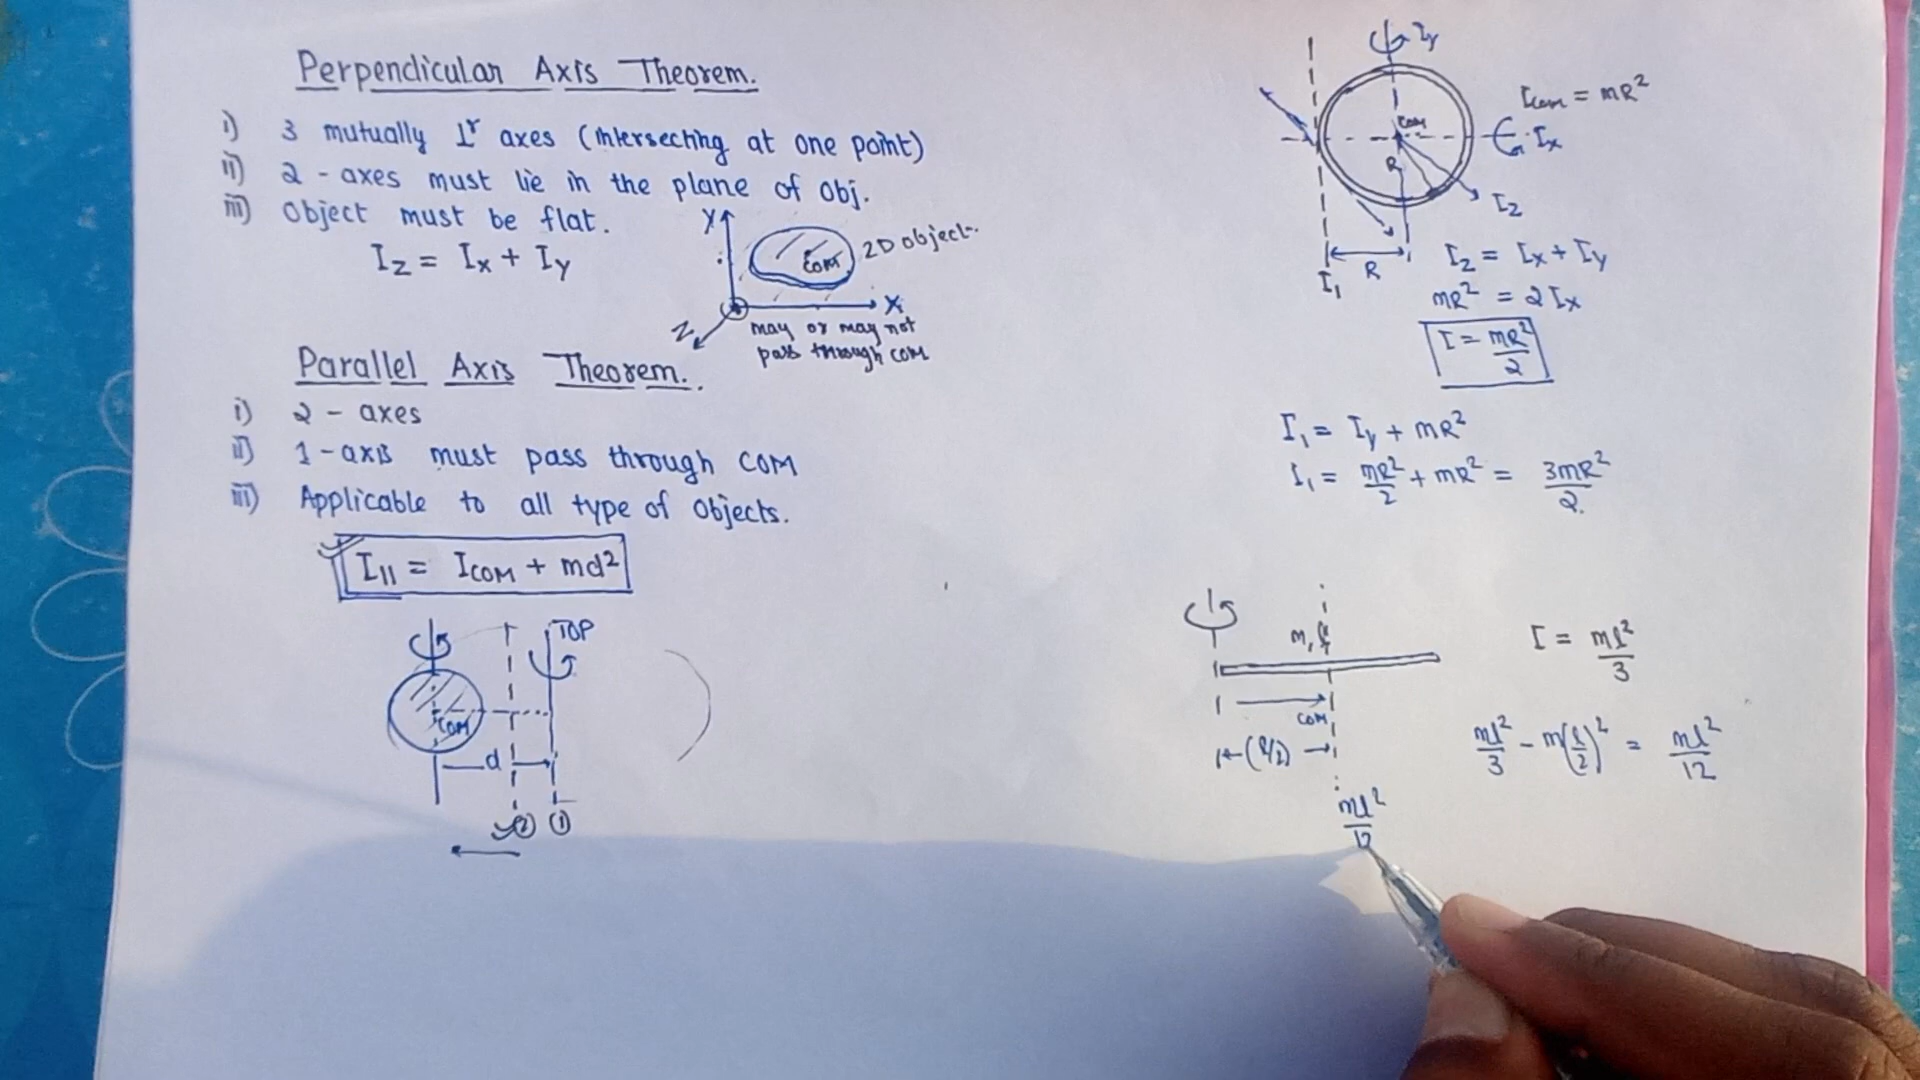 Perpendicular Axis Theorem.
i) 3 mutually ⊥r axes (intersecting at one point)
ii) 2 - axes must lie in the plane of obj.
iii) Object must be flat.
Iz = Ix + Iy
Y
COM
2D object.
X
Z
may or may not
pass through COM
Parallel Axis Theorem.
i) 2 - axes
ii) 1 - axis must pass through COM
iii) Applicable to all type of Objects.
I|| = ICOM + md²
TOP
COM
d
② ①
Iy
Icom = mR²
COM
Ix
R
Iz
R
I₁
Iz = Ix + Iy
mR² = 2 Ix
I = mR²/2
I₁ = Iy + mR²
I₁ = mR²/2 + mR² = 3mR²/2
m, l
I = ml²/3
COM
(l/2)
ml²/3 - m(l/2)² = ml²/12
ml²/12